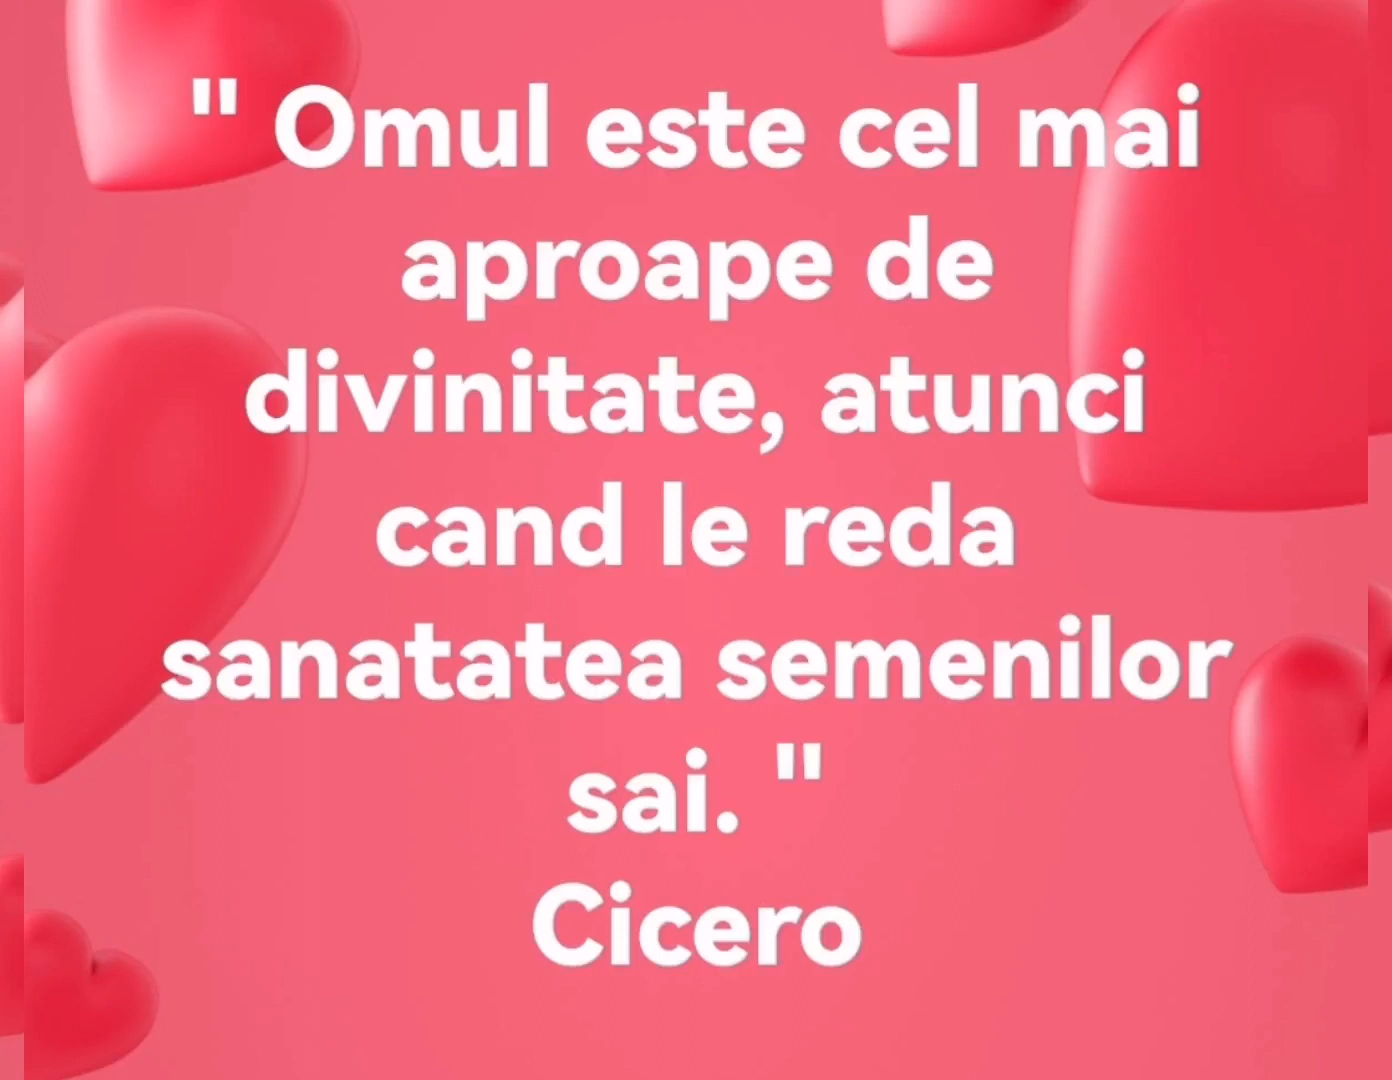 " Omul este cel mai
aproape de
divinitate, atunci
cand le reda
sanatatea semenilor
sai. "
Cicero